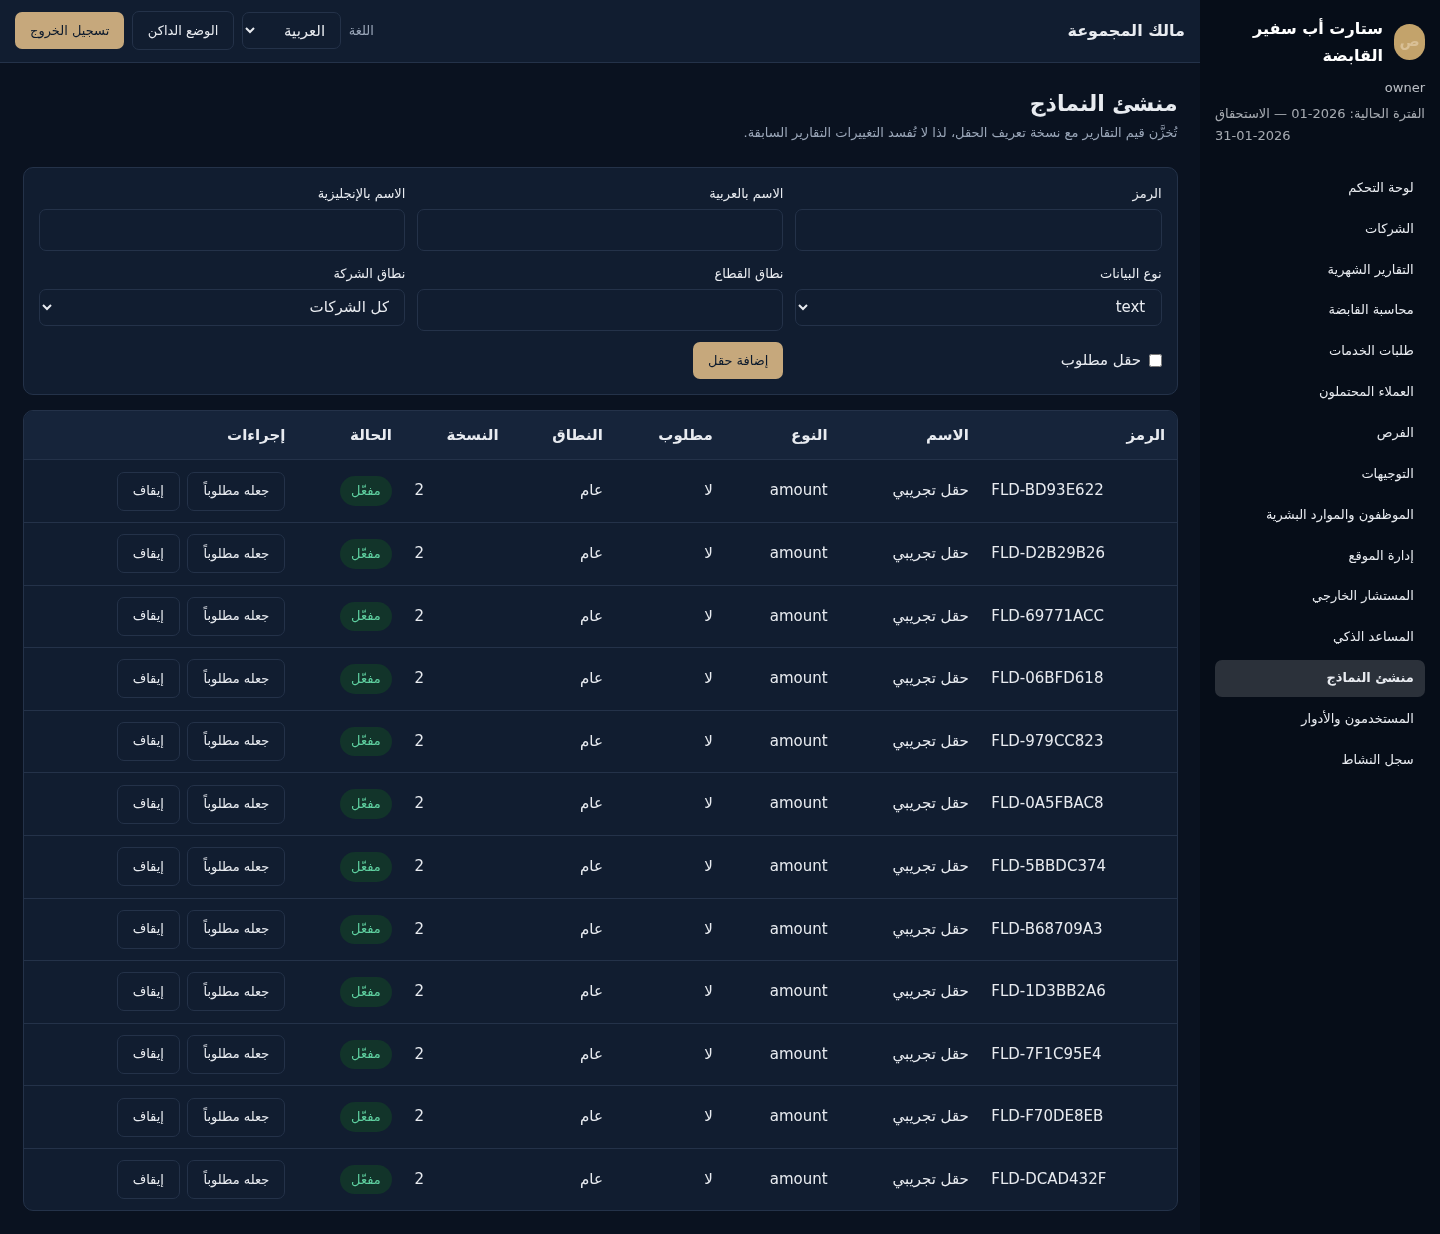 ص
ستارت أب سفير
القابضة
owner
الفترة الحالية: 2026-01 — الاستحقاق
2026-01-31
لوحة التحكم
الشركات
التقارير الشهرية
محاسبة القابضة
طلبات الخدمات
العملاء المحتملون
الفرص
التوجيهات
الموظفون والموارد البشرية
إدارة الموقع
المستشار الخارجي
المساعد الذكي
منشئ النماذج
المستخدمون والأدوار
سجل النشاط
مالك المجموعة اللغة العربية الوضع الداكن تسجيل الخروج
منشئ النماذج
تُخزَّن قيم التقارير مع نسخة تعريف الحقل، لذا لا تُفسد التغييرات التقارير السابقة.
الرمز الاسم بالعربية الاسم بالإنجليزية
نوع البيانات نطاق القطاع نطاق الشركة
text كل الشركات
حقل مطلوب إضافة حقل
الرمز الاسم النوع مطلوب النطاق النسخة الحالة إجراءات
FLD-BD93E622 حقل تجريبي amount لا عام 2 مفعّل جعله مطلوباً إيقاف
FLD-D2B29B26 حقل تجريبي amount لا عام 2 مفعّل جعله مطلوباً إيقاف
FLD-69771ACC حقل تجريبي amount لا عام 2 مفعّل جعله مطلوباً إيقاف
FLD-06BFD618 حقل تجريبي amount لا عام 2 مفعّل جعله مطلوباً إيقاف
FLD-979CC823 حقل تجريبي amount لا عام 2 مفعّل جعله مطلوباً إيقاف
FLD-0A5FBAC8 حقل تجريبي amount لا عام 2 مفعّل جعله مطلوباً إيقاف
FLD-5BBDC374 حقل تجريبي amount لا عام 2 مفعّل جعله مطلوباً إيقاف
FLD-B68709A3 حقل تجريبي amount لا عام 2 مفعّل جعله مطلوباً إيقاف
FLD-1D3BB2A6 حقل تجريبي amount لا عام 2 مفعّل جعله مطلوباً إيقاف
FLD-7F1C95E4 حقل تجريبي amount لا عام 2 مفعّل جعله مطلوباً إيقاف
FLD-F70DE8EB حقل تجريبي amount لا عام 2 مفعّل جعله مطلوباً إيقاف
FLD-DCAD432F حقل تجريبي amount لا عام 2 مفعّل جعله مطلوباً إيقاف